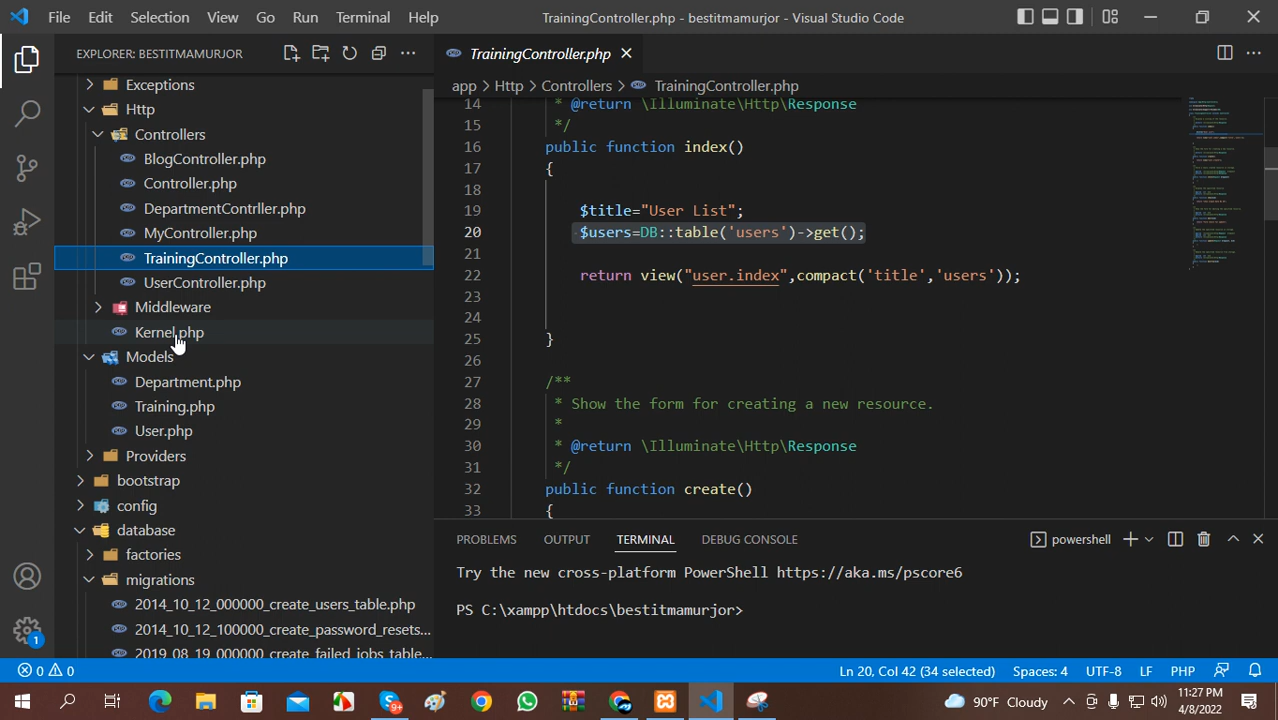 File Edit Selection View Go Run Terminal Help
TrainingController.php - bestitmamurjor - Visual Studio Code
EXPLORER: BESTITMAMURJOR
Exceptions
Http
Controllers
BlogController.php
Controller.php
DepartmentContrller.php
MyController.php
TrainingController.php
UserController.php
Middleware
Kernel.php
Models
Department.php
Training.php
User.php
Providers
bootstrap
config
database
factories
migrations
2014_10_12_000000_create_users_table.php
2014_10_12_100000_create_password_resets...
2019_08_19_000000_create_failed_jobs_table...
1
TrainingController.php
app > Http > Controllers > TrainingController.php
14 * @return \Illuminate\Http\Response
15 */
16 public function index()
17 {
18
19 $title="User List";
20 $users=DB::table('users')->get();
21
22 return view("user.index",compact('title','users'));
23
24
25 }
26
27 /**
28 * Show the form for creating a new resource.
29 *
30 * @return \Illuminate\Http\Response
31 */
32 public function create()
33 {
PROBLEMS OUTPUT TERMINAL DEBUG CONSOLE
powershell
Try the new cross-platform PowerShell https://aka.ms/pscore6
PS C:\xampp\htdocs\bestitmamurjor>
0 0
Ln 20, Col 42 (34 selected) Spaces: 4 UTF-8 LF PHP
9+
90°F Cloudy
11:27 PM
4/8/2022